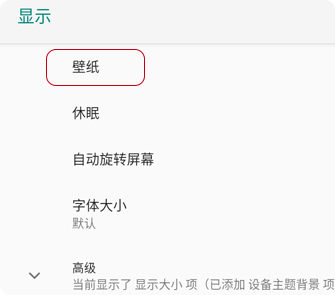 显示
壁纸
休眠
自动旋转屏幕
字体大小
默认
高级
当前显示了 显示大小 项（已添加 设备主题背景 项